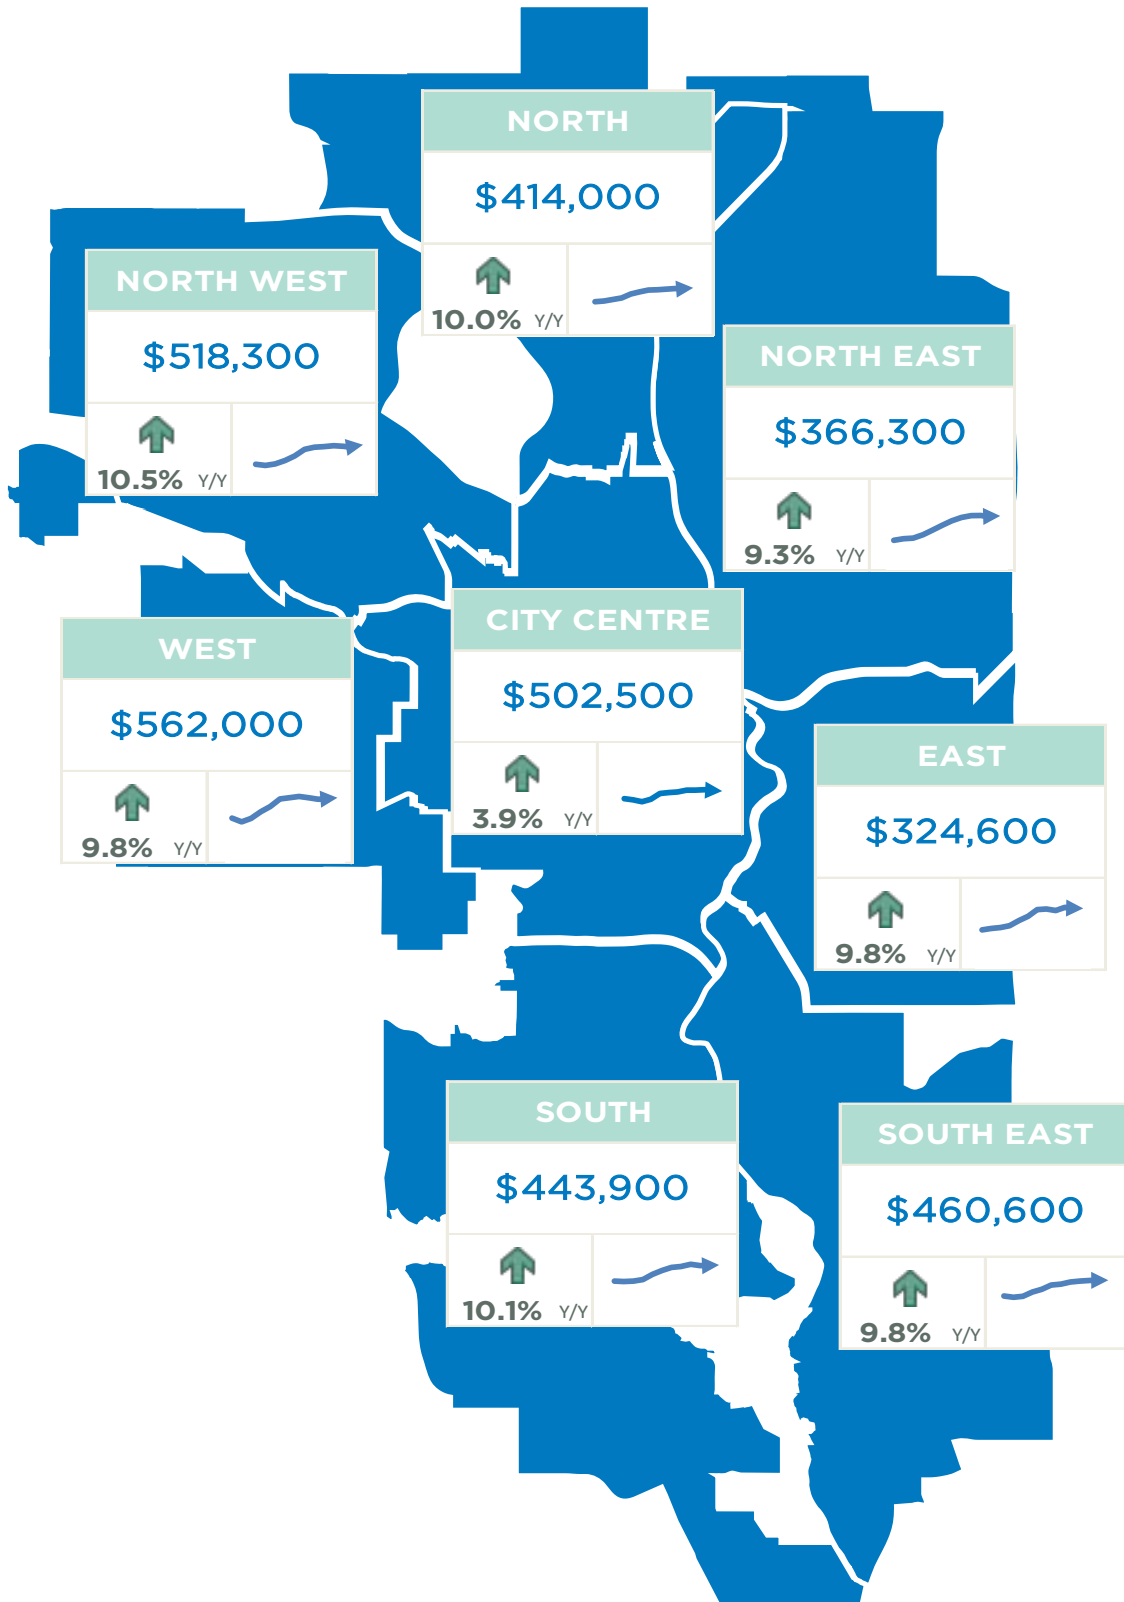 NORTH
$414,000
10.0% Y/Y
NORTH WEST
$518,300
10.5% Y/Y
NORTH EAST
$366,300
9.3% Y/Y
CITY CENTRE
$502,500
3.9% Y/Y
WEST
$562,000
9.8% Y/Y
EAST
$324,600
9.8% Y/Y
SOUTH
$443,900
10.1% Y/Y
SOUTH EAST
$460,600
9.8% Y/Y